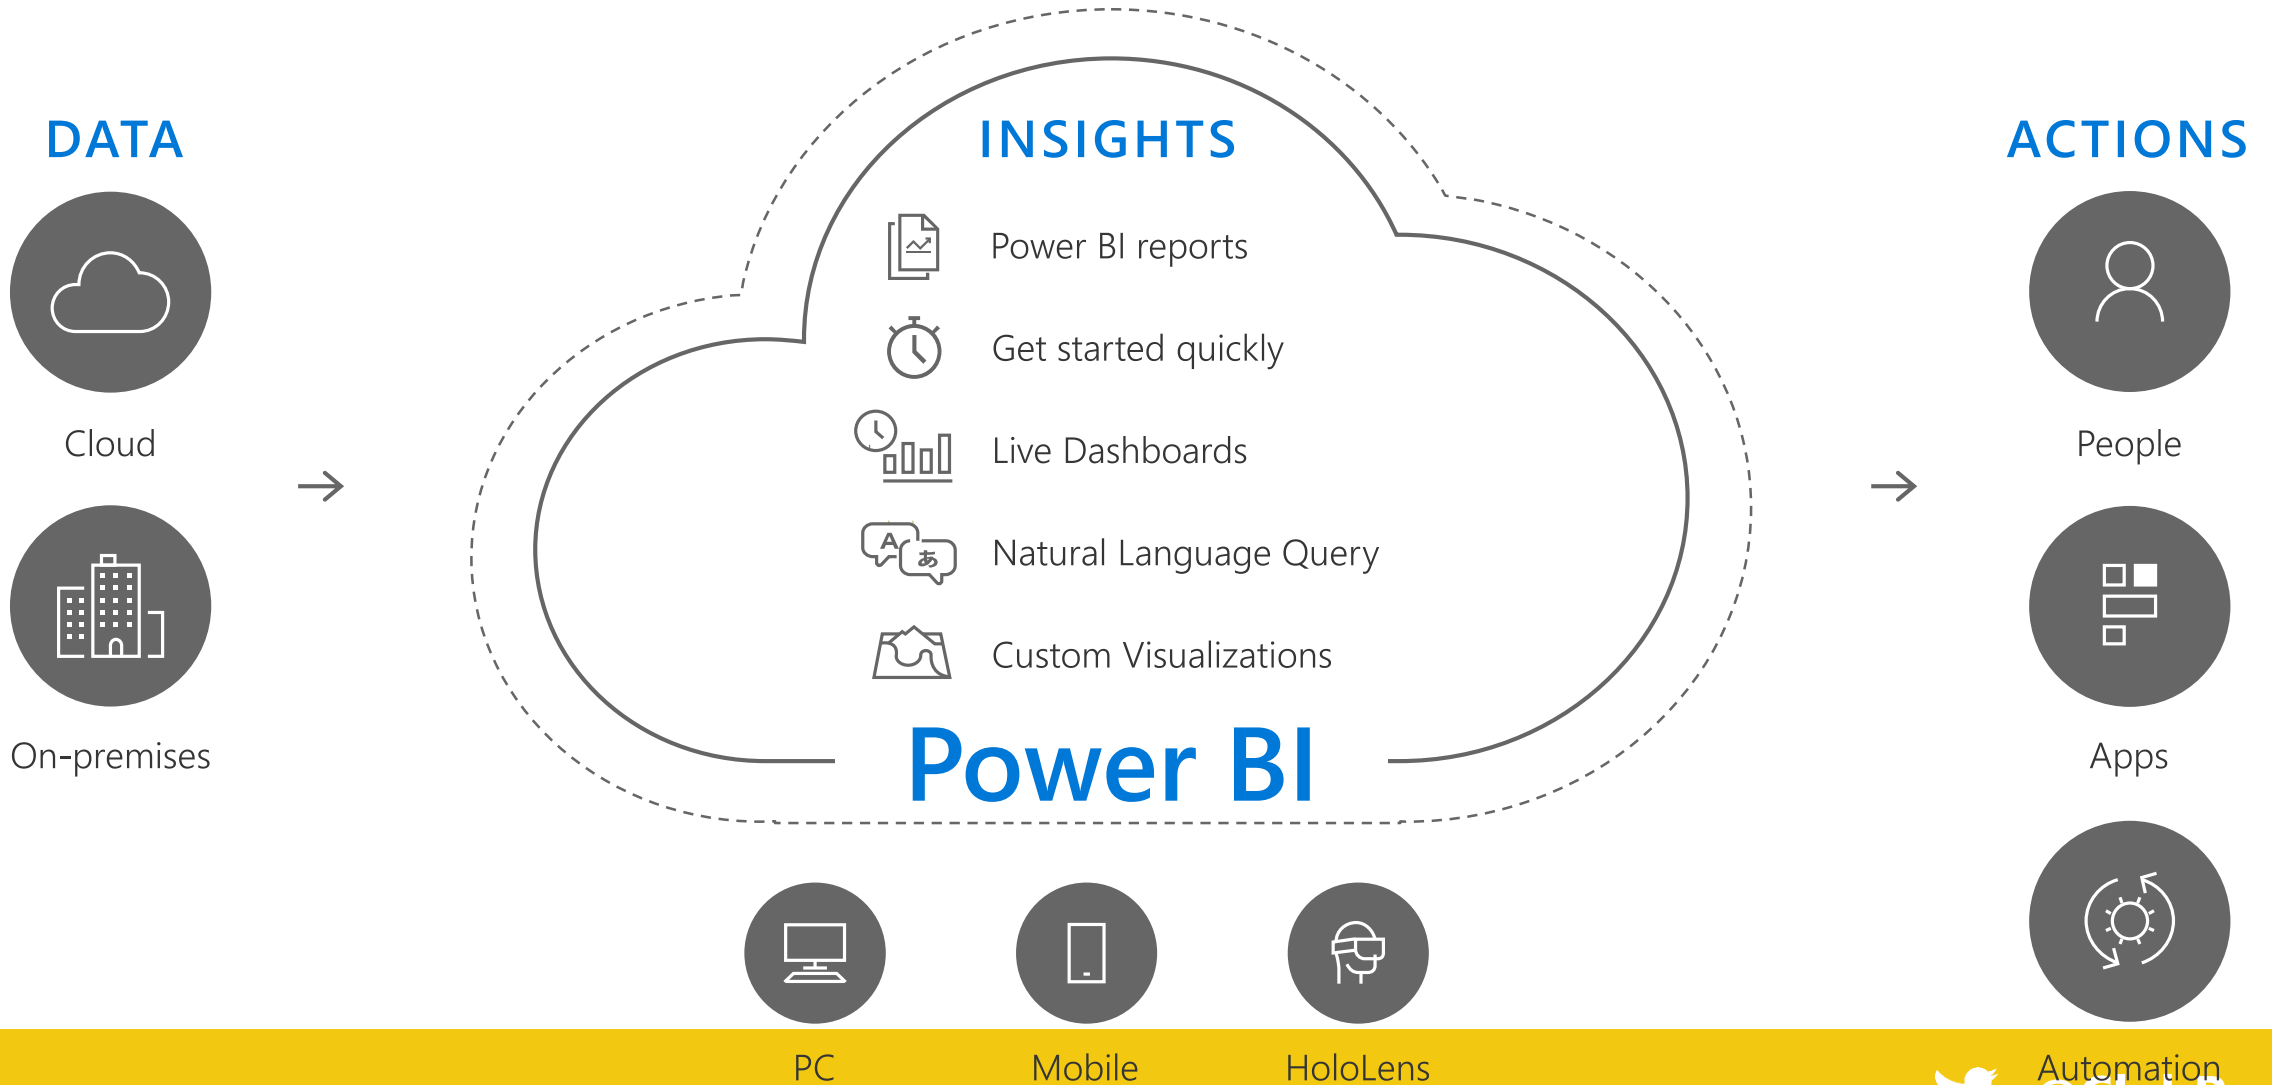 DATA
Cloud
On-premises
INSIGHTS
Power BI reports
Get started quickly
Live Dashboards
A
あ
Natural Language Query
Custom Visualizations
Power BI
PC
Mobile
HoloLens
ACTIONS
People
Apps
Automation